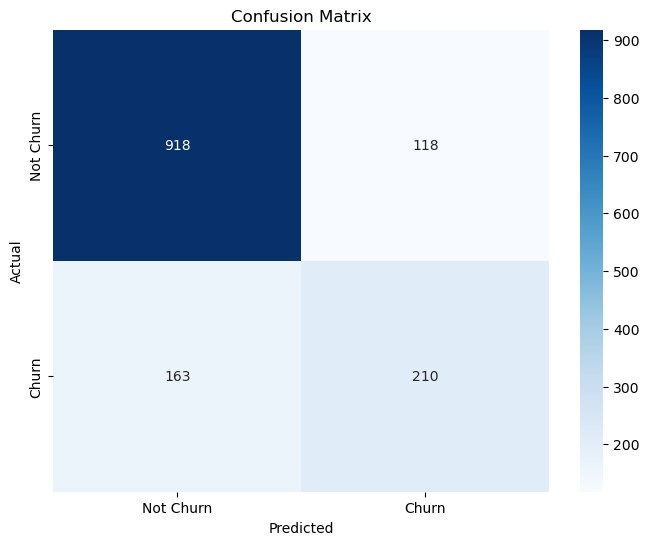 Confusion Matrix
Actual
Not Churn
Churn
918
118
163
210
Not Churn
Churn
Predicted
900
800
700
600
500
400
300
200